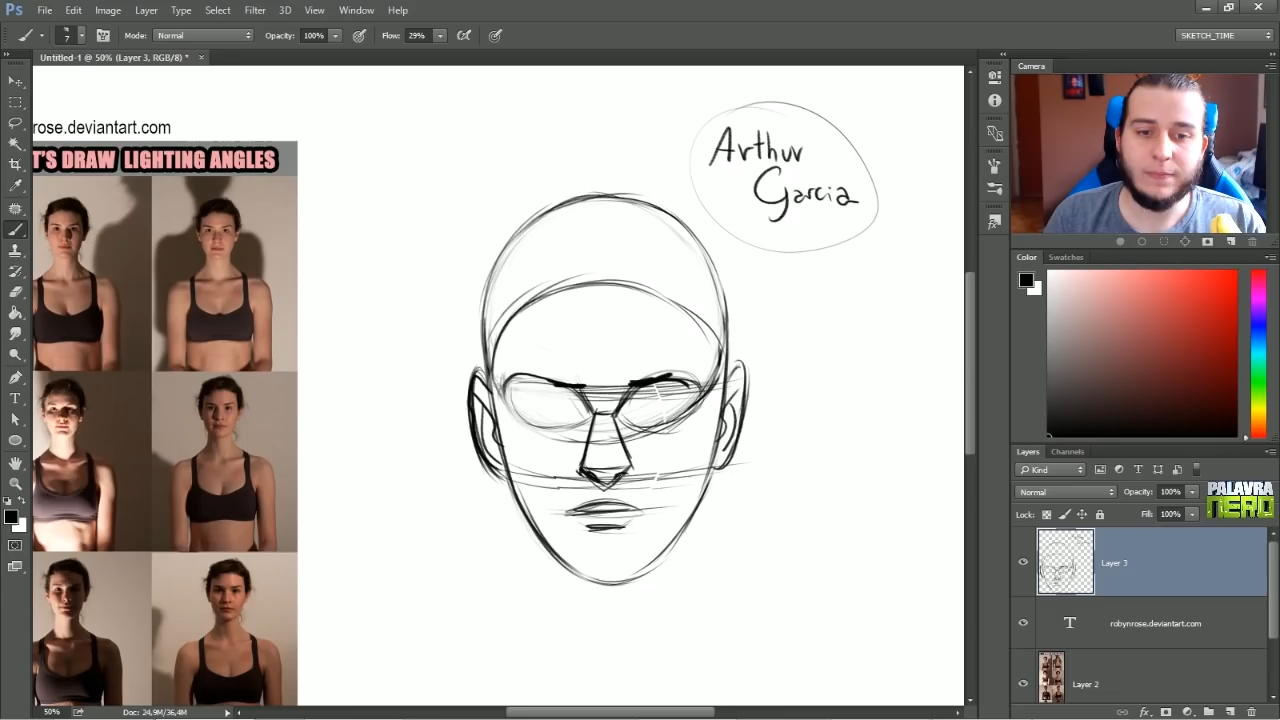 Ps File Edit Image Layer Type Select Filter 3D View Window Help
7 Mode: Normal Opacity: 100% Flow: 29% SKETCH_TIME
Untitled-1 @ 50% (Layer 3, RGB/8) * ×
Camera
rose.deviantart.com
T'S DRAW LIGHTING ANGLES
Arthur
Garcia
Color Swatches
Layers Channels
Kind
Normal Opacity: 100%
PALAVRA
NERD
Lock: Fill: 100%
Layer 3
T robynrose.deviantart.com
Layer 2
50% Doc: 24,9M/36,4M